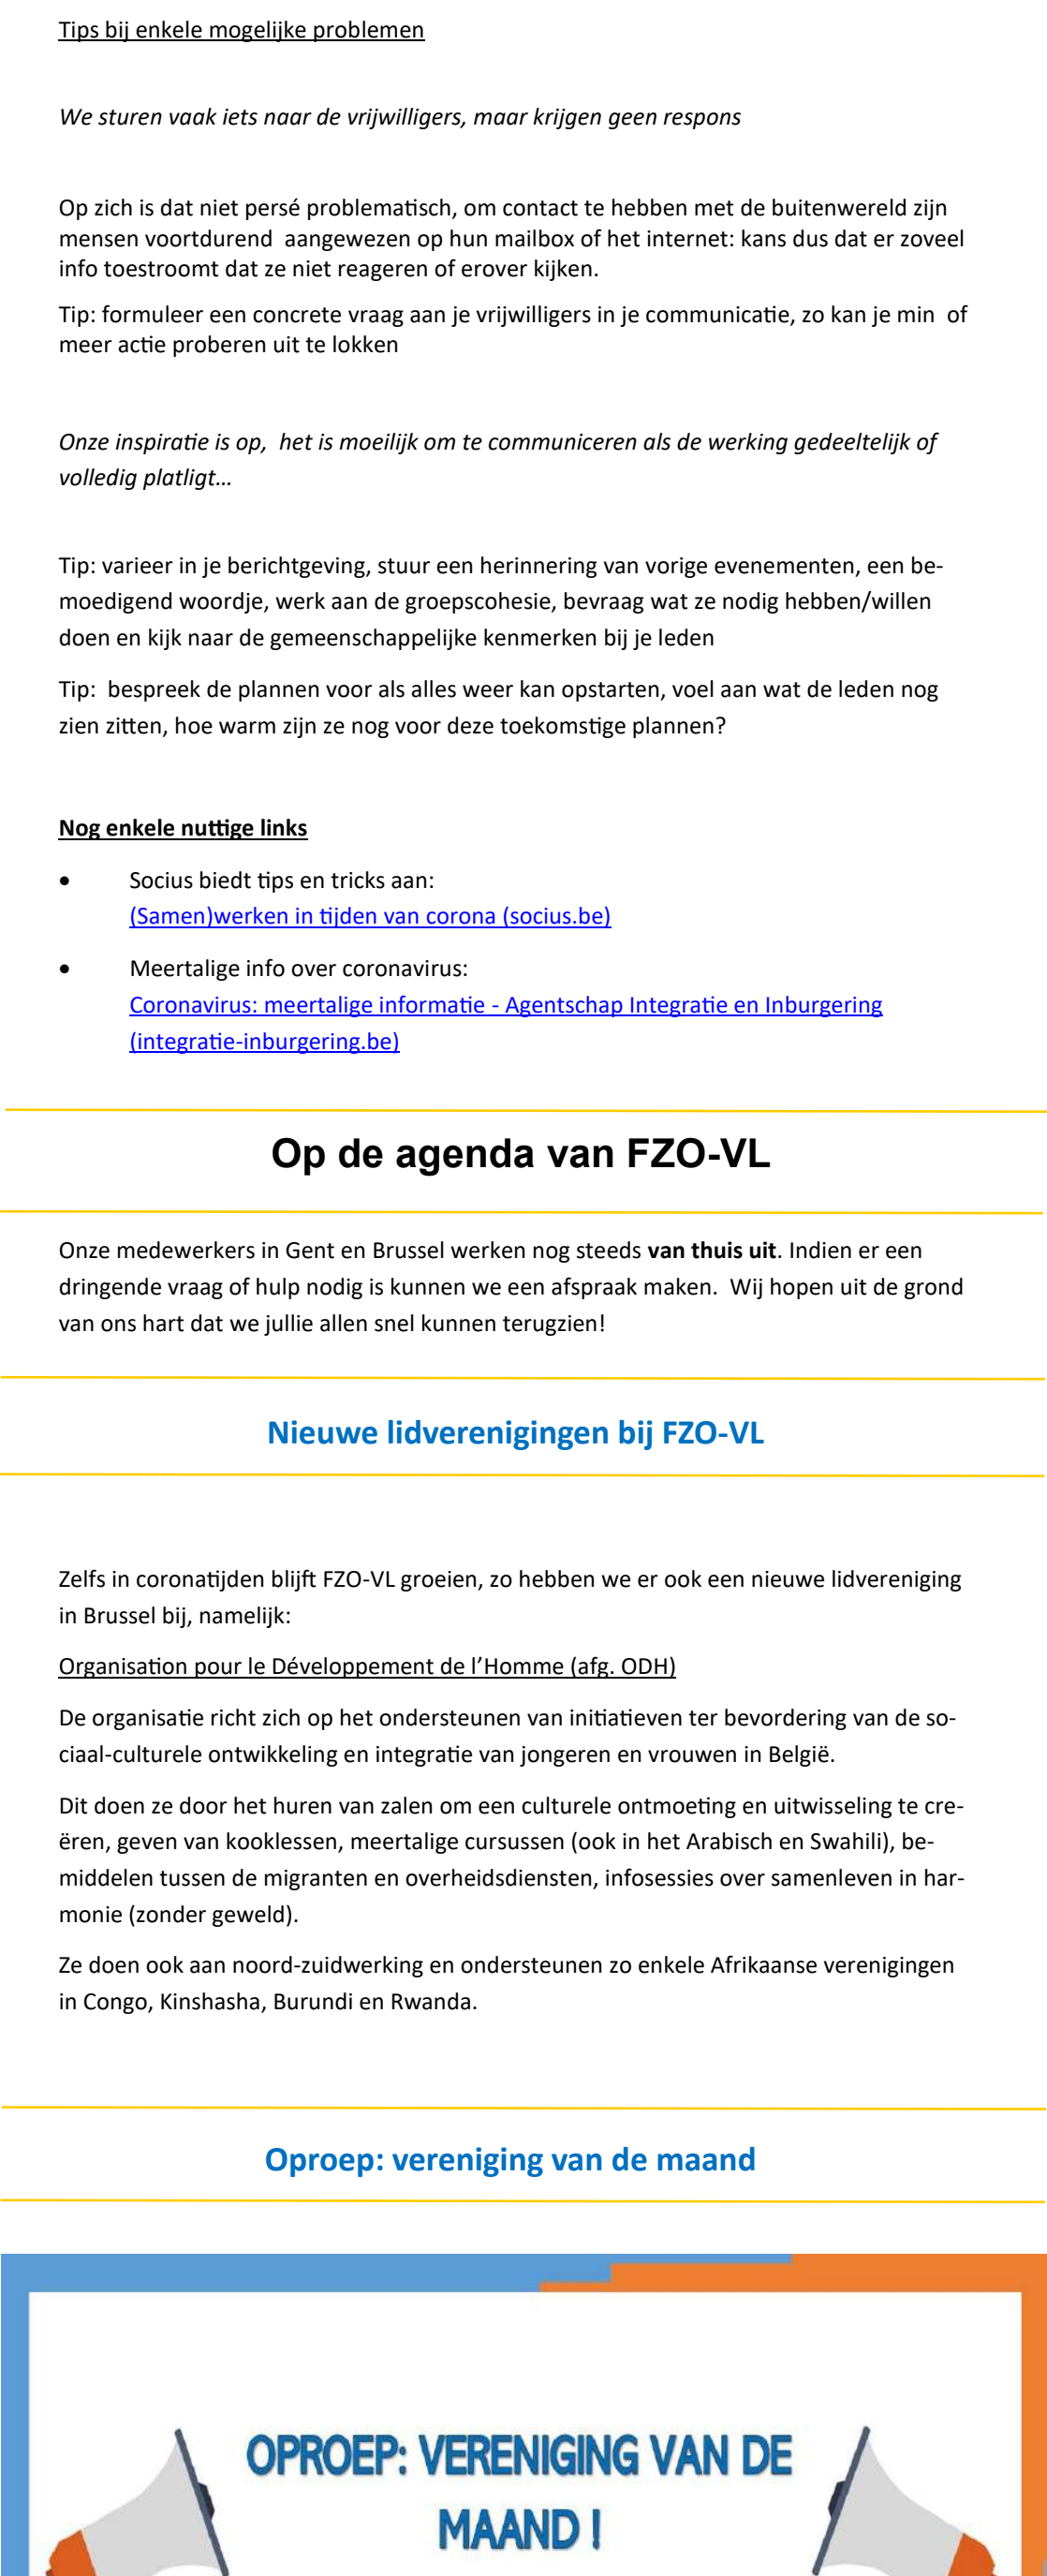 Tips bij enkele mogelijke problemen
We sturen vaak iets naar de vrijwilligers, maar krijgen geen respons
Op zich is dat niet persé problematisch, om contact te hebben met de buitenwereld zijn
mensen voortdurend  aangewezen op hun mailbox of het internet: kans dus dat er zoveel
info toestroomt dat ze niet reageren of erover kijken.
Tip: formuleer een concrete vraag aan je vrijwilligers in je communicatie, zo kan je min  of
meer actie proberen uit te lokken
Onze inspiratie is op,  het is moeilijk om te communiceren als de werking gedeeltelijk of
volledig platligt…
Tip: varieer in je berichtgeving, stuur een herinnering van vorige evenementen, een be-
moedigend woordje, werk aan de groepscohesie, bevraag wat ze nodig hebben/willen
doen en kijk naar de gemeenschappelijke kenmerken bij je leden
Tip:  bespreek de plannen voor als alles weer kan opstarten, voel aan wat de leden nog
zien zitten, hoe warm zijn ze nog voor deze toekomstige plannen?
Nog enkele nuttige links
• Socius biedt tips en tricks aan:
(Samen)werken in tijden van corona (socius.be)
• Meertalige info over coronavirus:
Coronavirus: meertalige informatie - Agentschap Integratie en Inburgering
(integratie-inburgering.be)
Op de agenda van FZO-VL
Onze medewerkers in Gent en Brussel werken nog steeds van thuis uit. Indien er een
dringende vraag of hulp nodig is kunnen we een afspraak maken.  Wij hopen uit de grond
van ons hart dat we jullie allen snel kunnen terugzien!
Nieuwe lidverenigingen bij FZO-VL
Zelfs in coronatijden blijft FZO-VL groeien, zo hebben we er ook een nieuwe lidvereniging
in Brussel bij, namelijk:
Organisation pour le Développement de l’Homme (afg. ODH)
De organisatie richt zich op het ondersteunen van initiatieven ter bevordering van de so-
ciaal-culturele ontwikkeling en integratie van jongeren en vrouwen in België.
Dit doen ze door het huren van zalen om een culturele ontmoeting en uitwisseling te cre-
ëren, geven van kooklessen, meertalige cursussen (ook in het Arabisch en Swahili), be-
middelen tussen de migranten en overheidsdiensten, infosessies over samenleven in har-
monie (zonder geweld).
Ze doen ook aan noord-zuidwerking en ondersteunen zo enkele Afrikaanse verenigingen
in Congo, Kinshasha, Burundi en Rwanda.
Oproep: vereniging van de maand
OPROEP: VERENIGING VAN DE
MAAND !